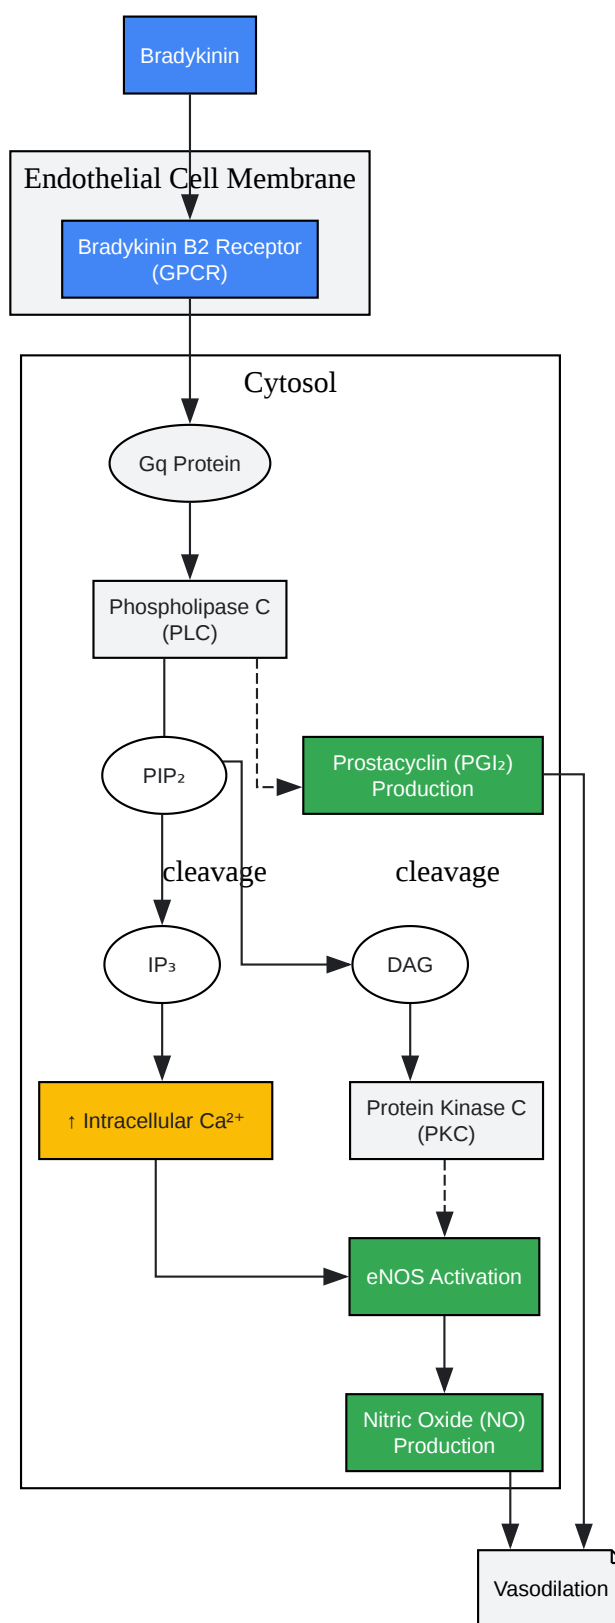 Bradykinin
Endothelial Cell Membrane
Bradykinin B2 Receptor
(GPCR)
Cytosol
Gq Protein
Phospholipase C
(PLC)
PIP₂
Prostacyclin (PGI₂)
Production
cleavage
cleavage
IP₃
DAG
↑ Intracellular Ca²⁺
Protein Kinase C
(PKC)
eNOS Activation
Nitric Oxide (NO)
Production
Vasodilation